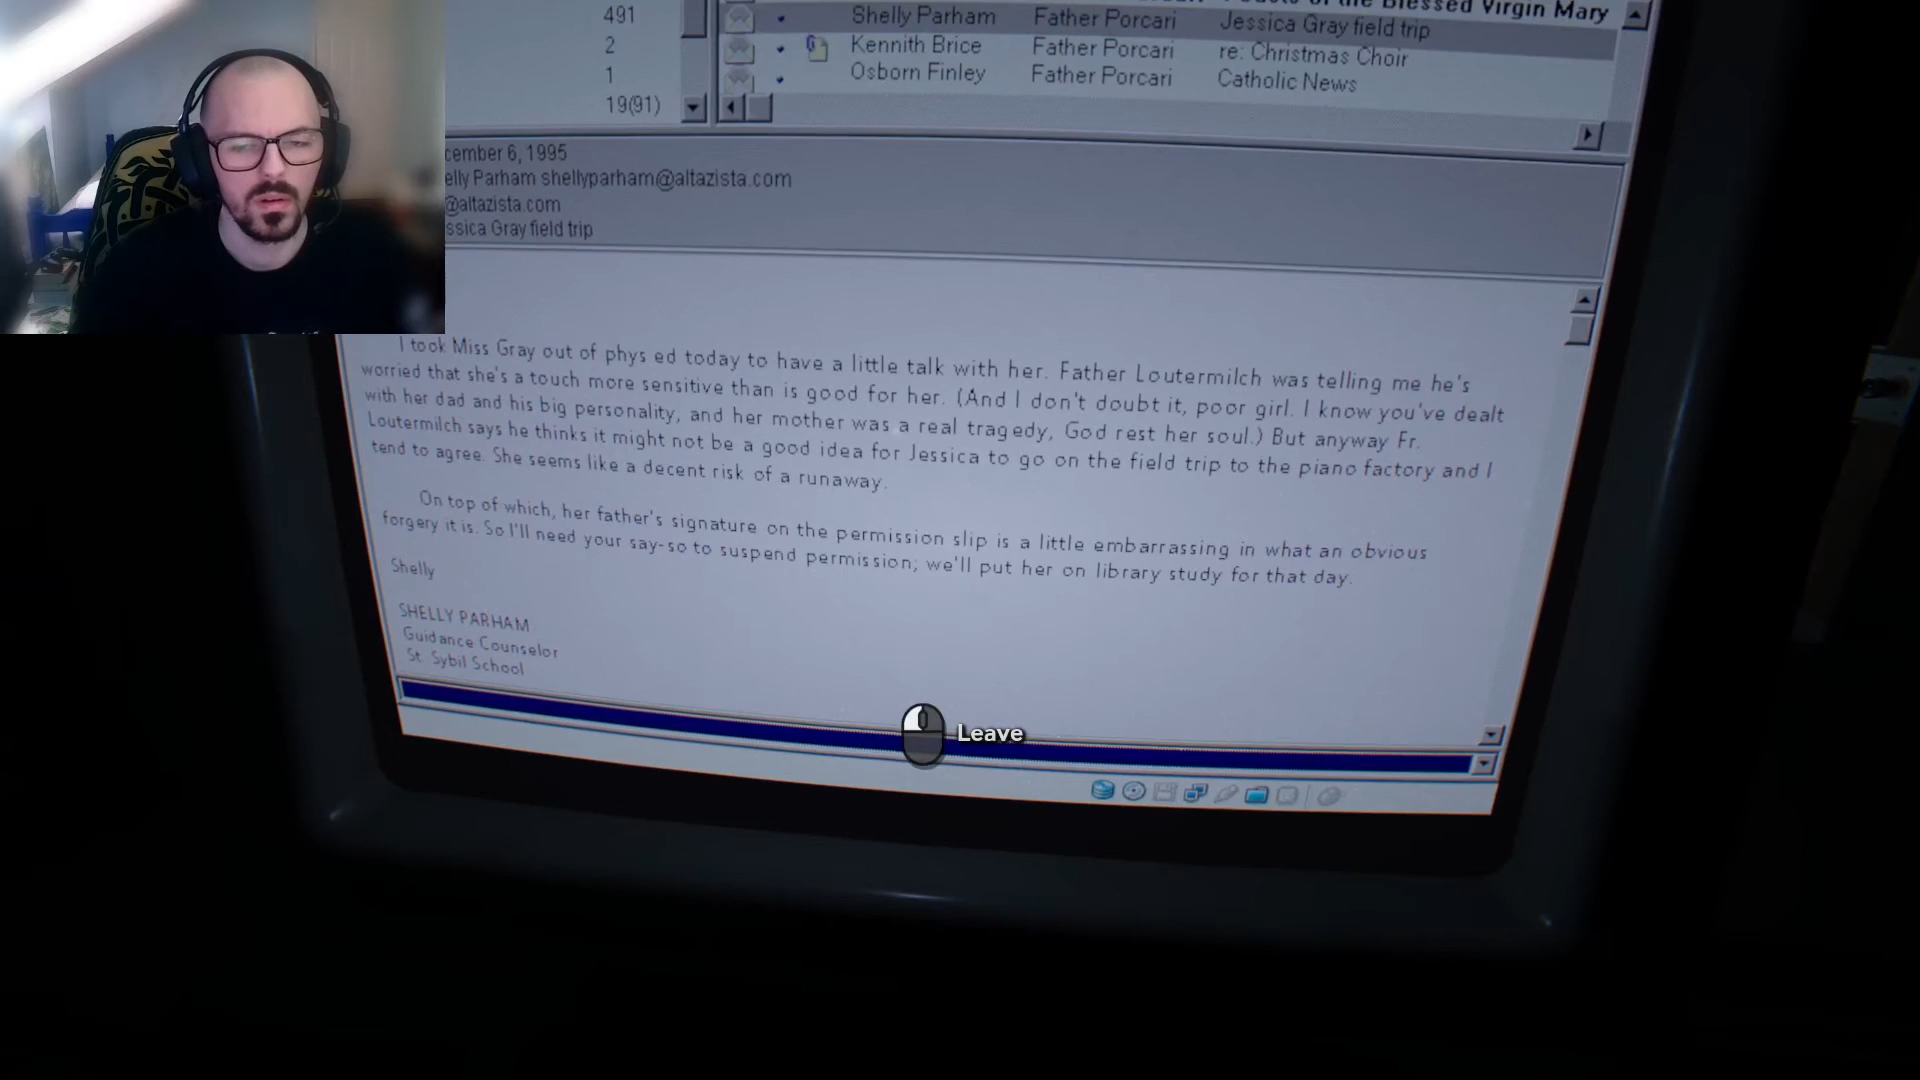 491
2
1
19(91)
of the Blessed Virgin Mary
Shelly Parham Father Porcari Jessica Gray field trip
Kennith Brice Father Porcari re: Christmas Choir
Osborn Finley Father Porcari Catholic News
cember 6, 1995
elly Parham shellyparham@altazista.com
@altazista.com
ssica Gray field trip
I took Miss Gray out of phys ed today to have a little talk with her. Father Loutermilch was telling me he's
worried that she's a touch more sensitive than is good for her. (And I don't doubt it, poor girl. I know you've dealt
with her dad and his big personality, and her mother was a real tragedy, God rest her soul.) But anyway Fr.
Loutermilch says he thinks it might not be a good idea for Jessica to go on the field trip to the piano factory and I
tend to agree. She seems like a decent risk of a runaway.
On top of which, her father's signature on the permission slip is a little embarrassing in what an obvious
forgery it is. So I'll need your say-so to suspend permission; we'll put her on library study for that day.
Shelly
SHELLY PARHAM
Guidance Counselor
St. Sybil School
Leave